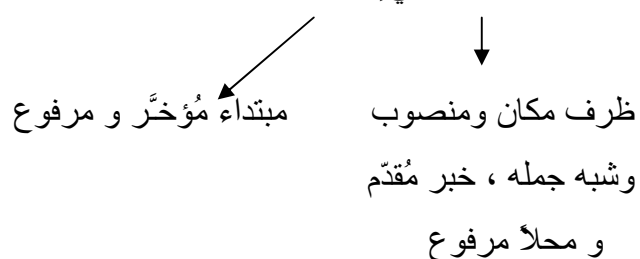 ظرف مكان ومنصوب مبتداء مُؤخَّر و مرفوع
وشبه جمله ، خبر مُقدّم
و محلاً مرفوع